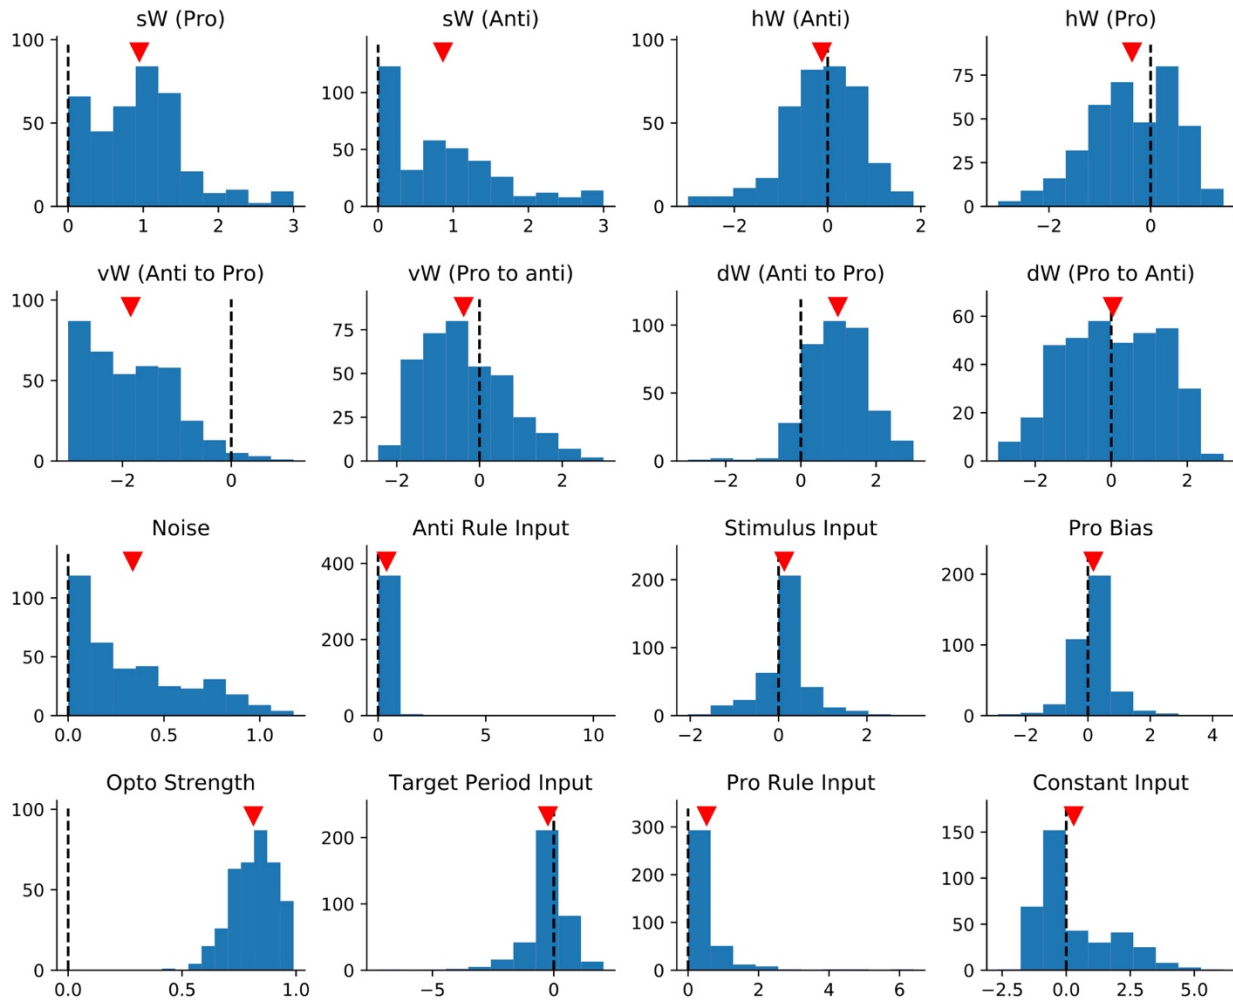 sW (Pro)
100
50
0
0 1 2 3
sW (Anti)
100
50
0
0 1 2 3
hW (Anti)
100
50
0
−2 0 2
hW (Pro)
75
50
25
0
−2 0
vW (Anti to Pro)
100
50
0
−2 0
vW (Pro to anti)
75
50
25
0
−2 0 2
dW (Anti to Pro)
100
50
0
0 2
dW (Pro to Anti)
60
40
20
0
−2 0 2
Noise
100
50
0
0.0 0.5 1.0
Anti Rule Input
400
200
0
0 5 10
Stimulus Input
200
100
0
−2 0 2
Pro Bias
200
100
0
−2 0 2 4
Opto Strength
100
50
0
0.0 0.5 1.0
Target Period Input
200
100
0
−5 0
Pro Rule Input
300
200
100
0
0 2 4 6
Constant Input
150
100
50
0
−2.5 0.0 2.5 5.0